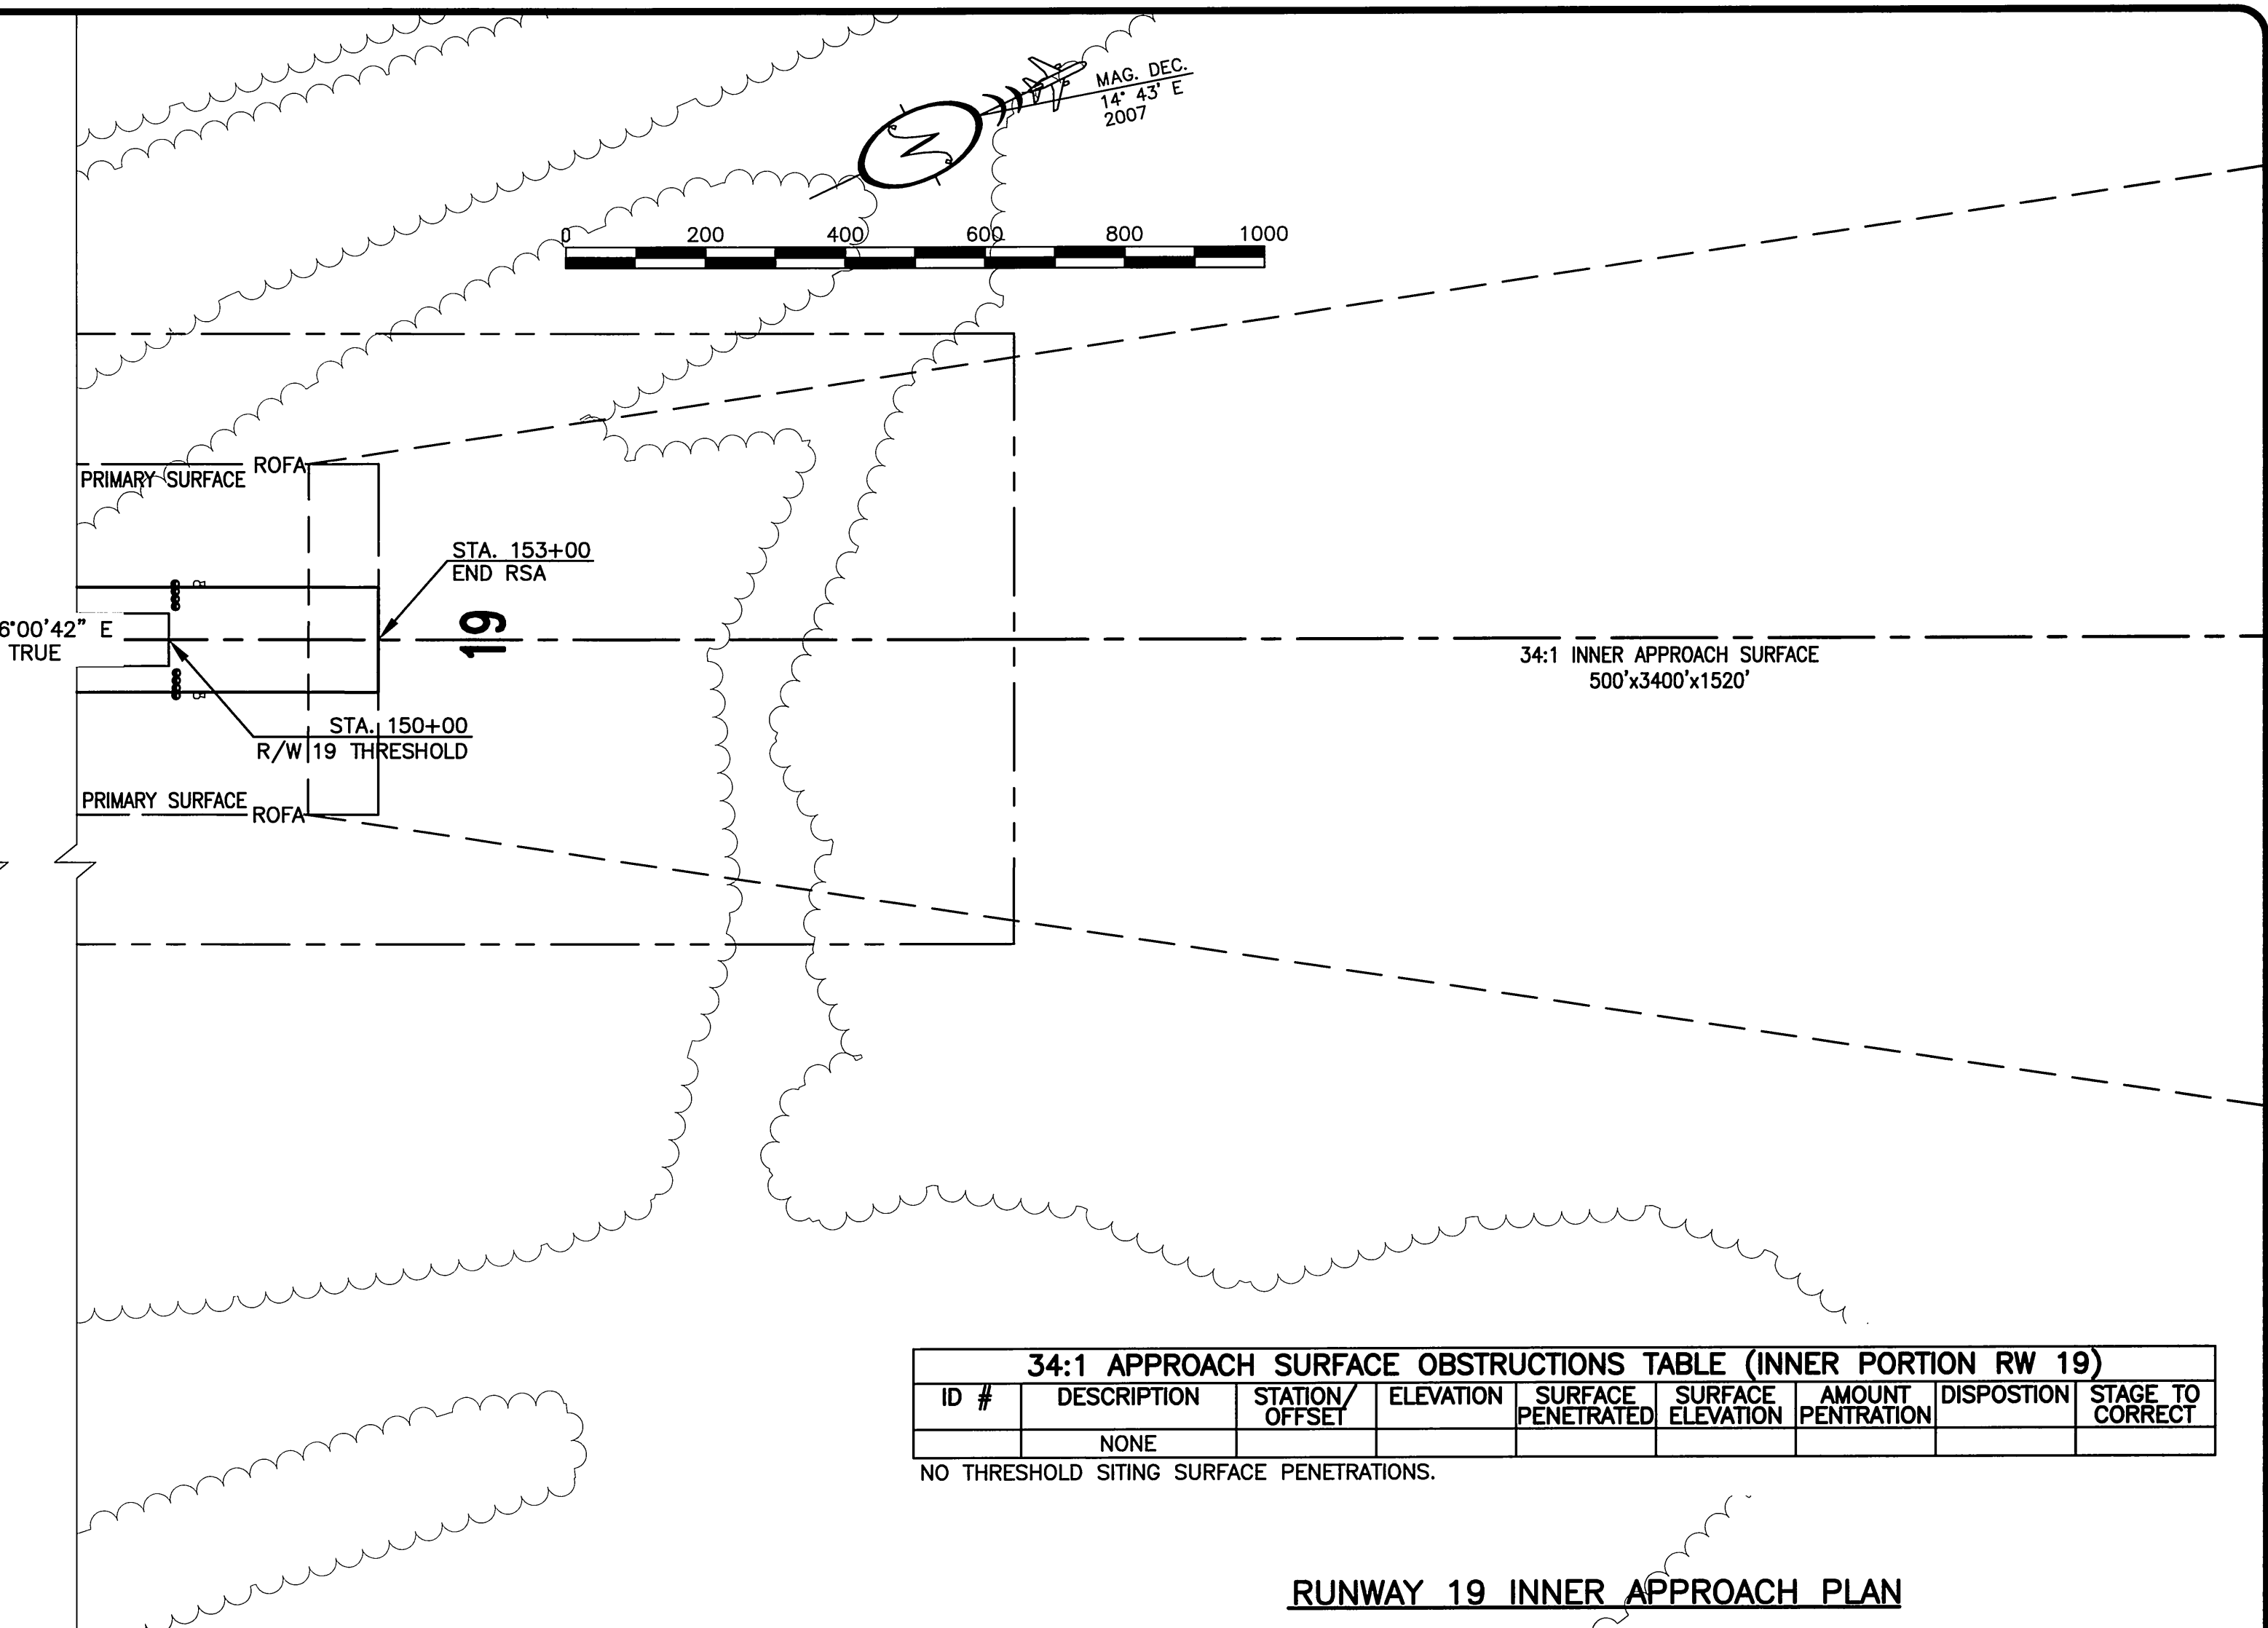 MAG. DEC.
14° 43' E
2007
0 200 400 600 800 1000
ROFA
PRIMARY SURFACE
STA. 153+00
END RSA
19
6°00'42" E
TRUE
34:1 INNER APPROACH SURFACE
500'x3400'x1520'
STA. 150+00
R/W 19 THRESHOLD
PRIMARY SURFACE
ROFA
34:1 APPROACH SURFACE OBSTRUCTIONS TABLE (INNER PORTION RW 19)
ID # DESCRIPTION STATION/ OFFSET ELEVATION SURFACE PENETRATED SURFACE ELEVATION AMOUNT PENTRATION DISPOSTION STAGE TO CORRECT
NONE
NO THRESHOLD SITING SURFACE PENETRATIONS.
RUNWAY 19 INNER APPROACH PLAN